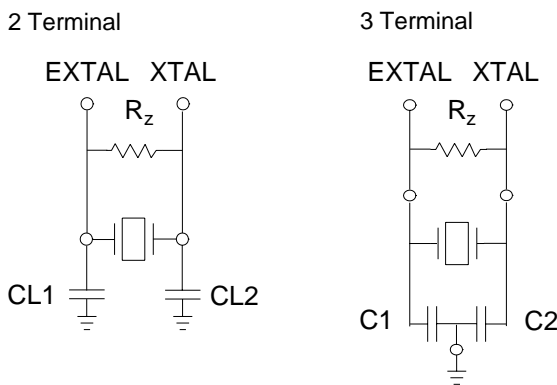 2 Terminal
3 Terminal
EXTAL XTAL
EXTAL XTAL
Rz
Rz
CL1
CL2
C1
C2